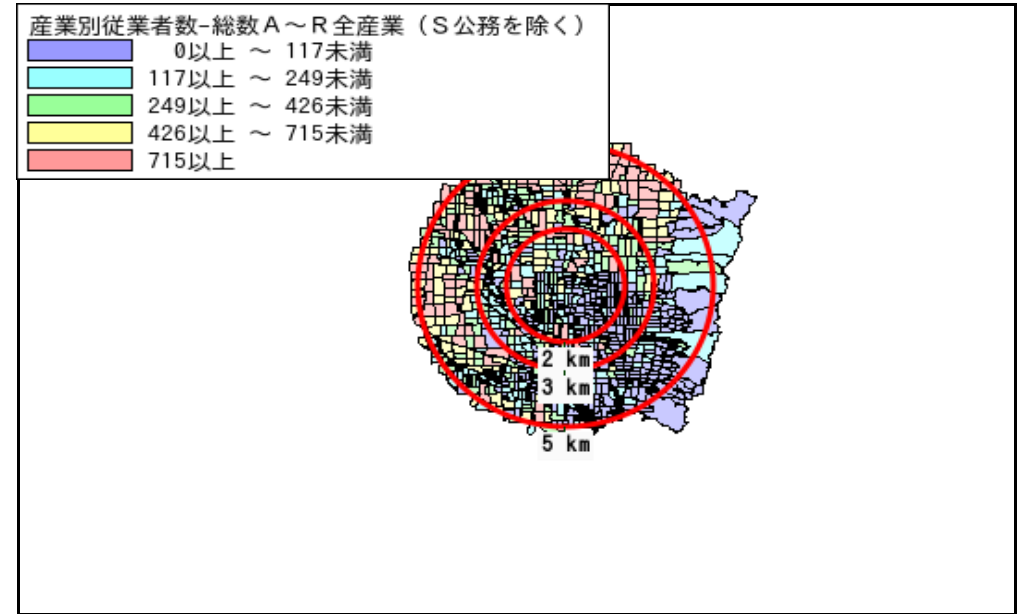 産業別従業者数−総数A〜R全産業（S公務を除く）
0以上 〜 117未満
117以上 〜 249未満
249以上 〜 426未満
426以上 〜 715未満
715以上
2 km
3 km
5 km